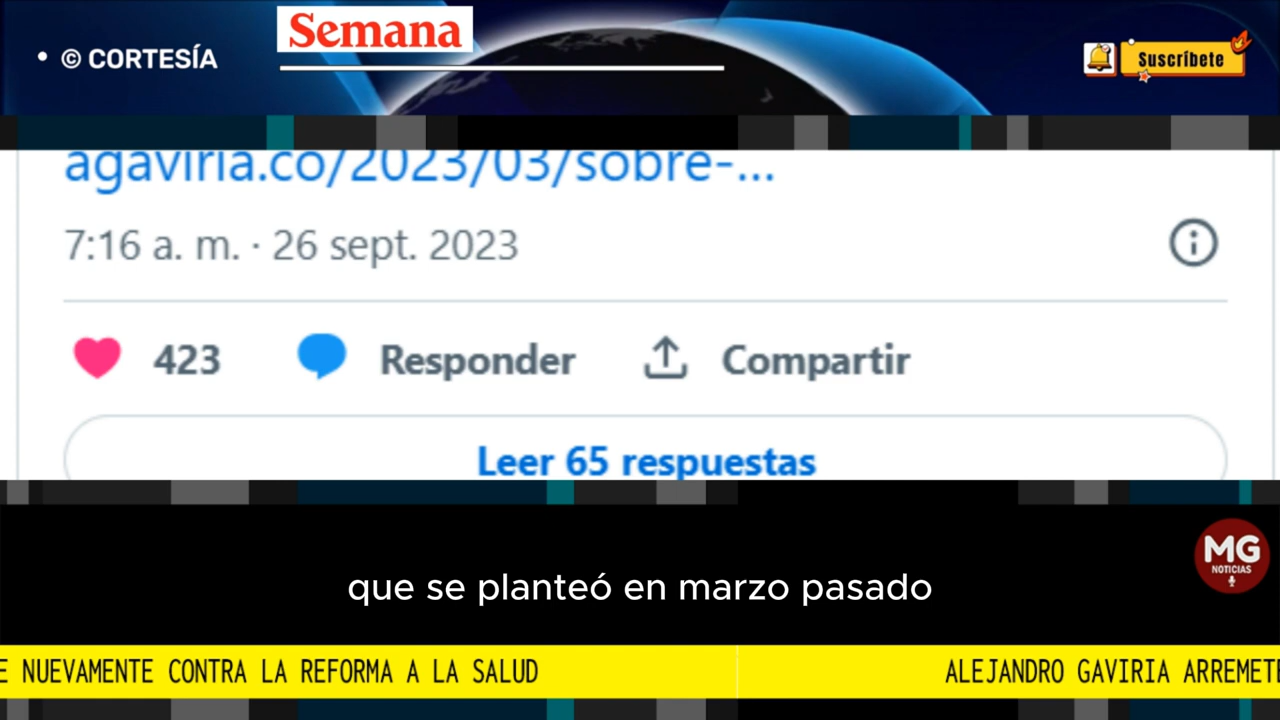 Semana
• © CORTESÍA
Suscríbete
agaviria.co/2023/03/sobre-...
7:16 a. m. · 26 sept. 2023
423 Responder Compartir
Leer 65 respuestas
MG
NOTICIAS
que se planteó en marzo pasado
E NUEVAMENTE CONTRA LA REFORMA A LA SALUD ALEJANDRO GAVIRIA ARREMETE